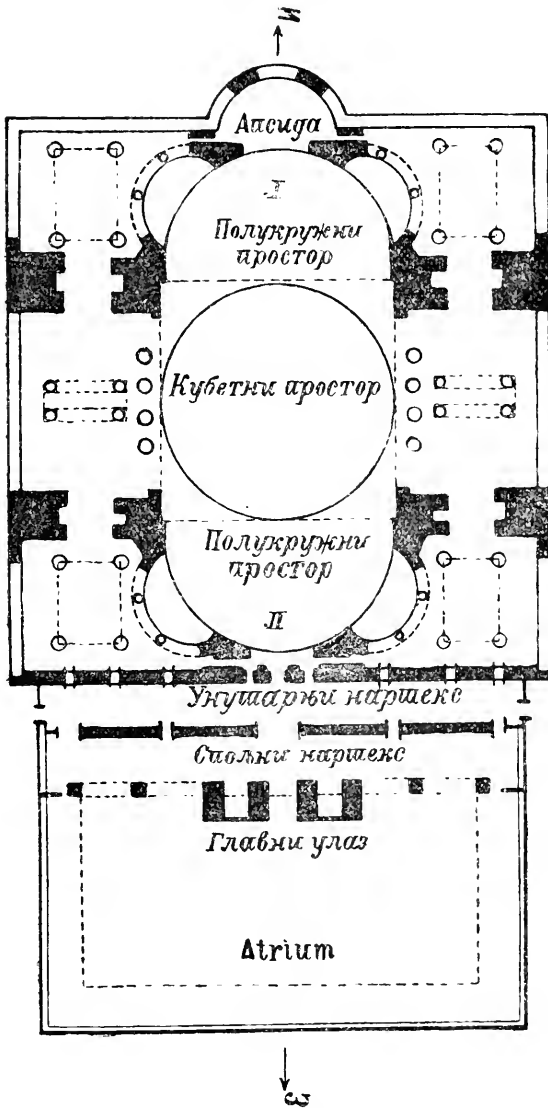 И
Апсида
I
Полукружни
простор
Кубетни простор
Полукружни
простор
II
Унутарњи нартекс
Спољни нартекс
Главни улаз
Atrium
З